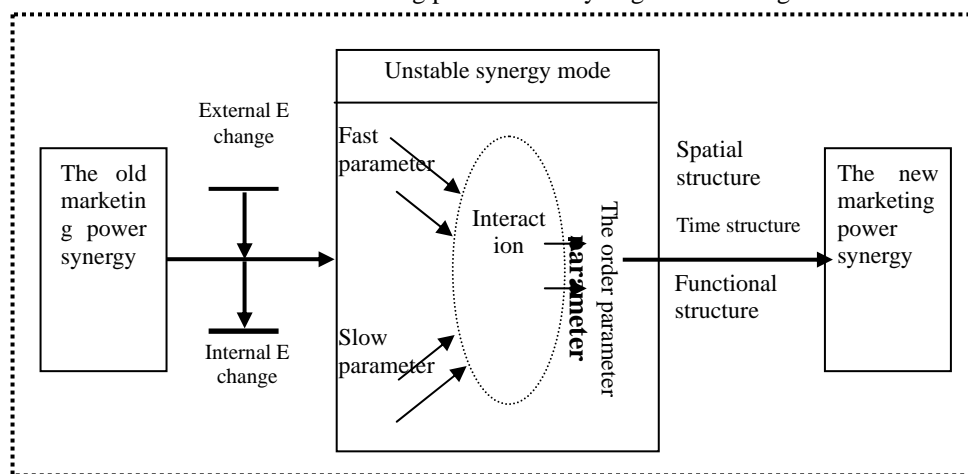 Unstable synergy mode
External E
change
Fast
parameter
Spatial
structure
The old
marketin
g power
synergy
The new
marketing
power
synergy
Interact
ion
parameter
The order parameter
Time structure
Functional
structure
Internal E
change
Slow
parameter